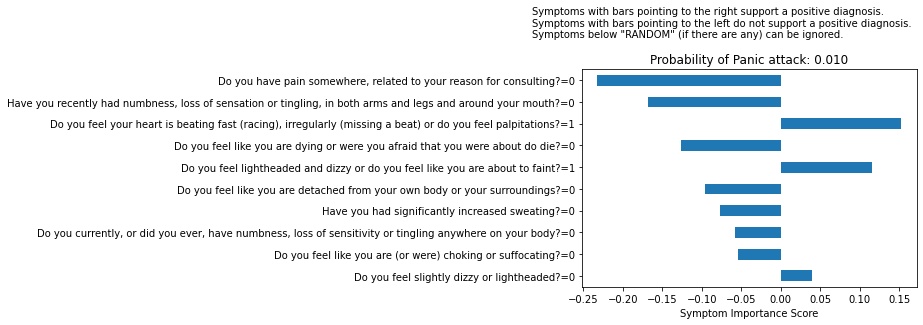 Symptoms with bars pointing to the right support a positive diagnosis.
Symptoms with bars pointing to the left do not support a positive diagnosis.
Symptoms below "RANDOM" (if there are any) can be ignored.
Probability of Panic attack: 0.010
Do you have pain somewhere, related to your reason for consulting?=0
Have you recently had numbness, loss of sensation or tingling, in both arms and legs and around your mouth?=0
Do you feel your heart is beating fast (racing), irregularly (missing a beat) or do you feel palpitations?=1
Do you feel like you are dying or were you afraid that you were about do die?=0
Do you feel lightheaded and dizzy or do you feel like you are about to faint?=1
Do you feel like you are detached from your own body or your surroundings?=0
Have you had significantly increased sweating?=0
Do you currently, or did you ever, have numbness, loss of sensitivity or tingling anywhere on your body?=0
Do you feel like you are (or were) choking or suffocating?=0
Do you feel slightly dizzy or lightheaded?=0
−0.25 −0.20 −0.15 −0.10 −0.05 0.00 0.05 0.10 0.15
Symptom Importance Score